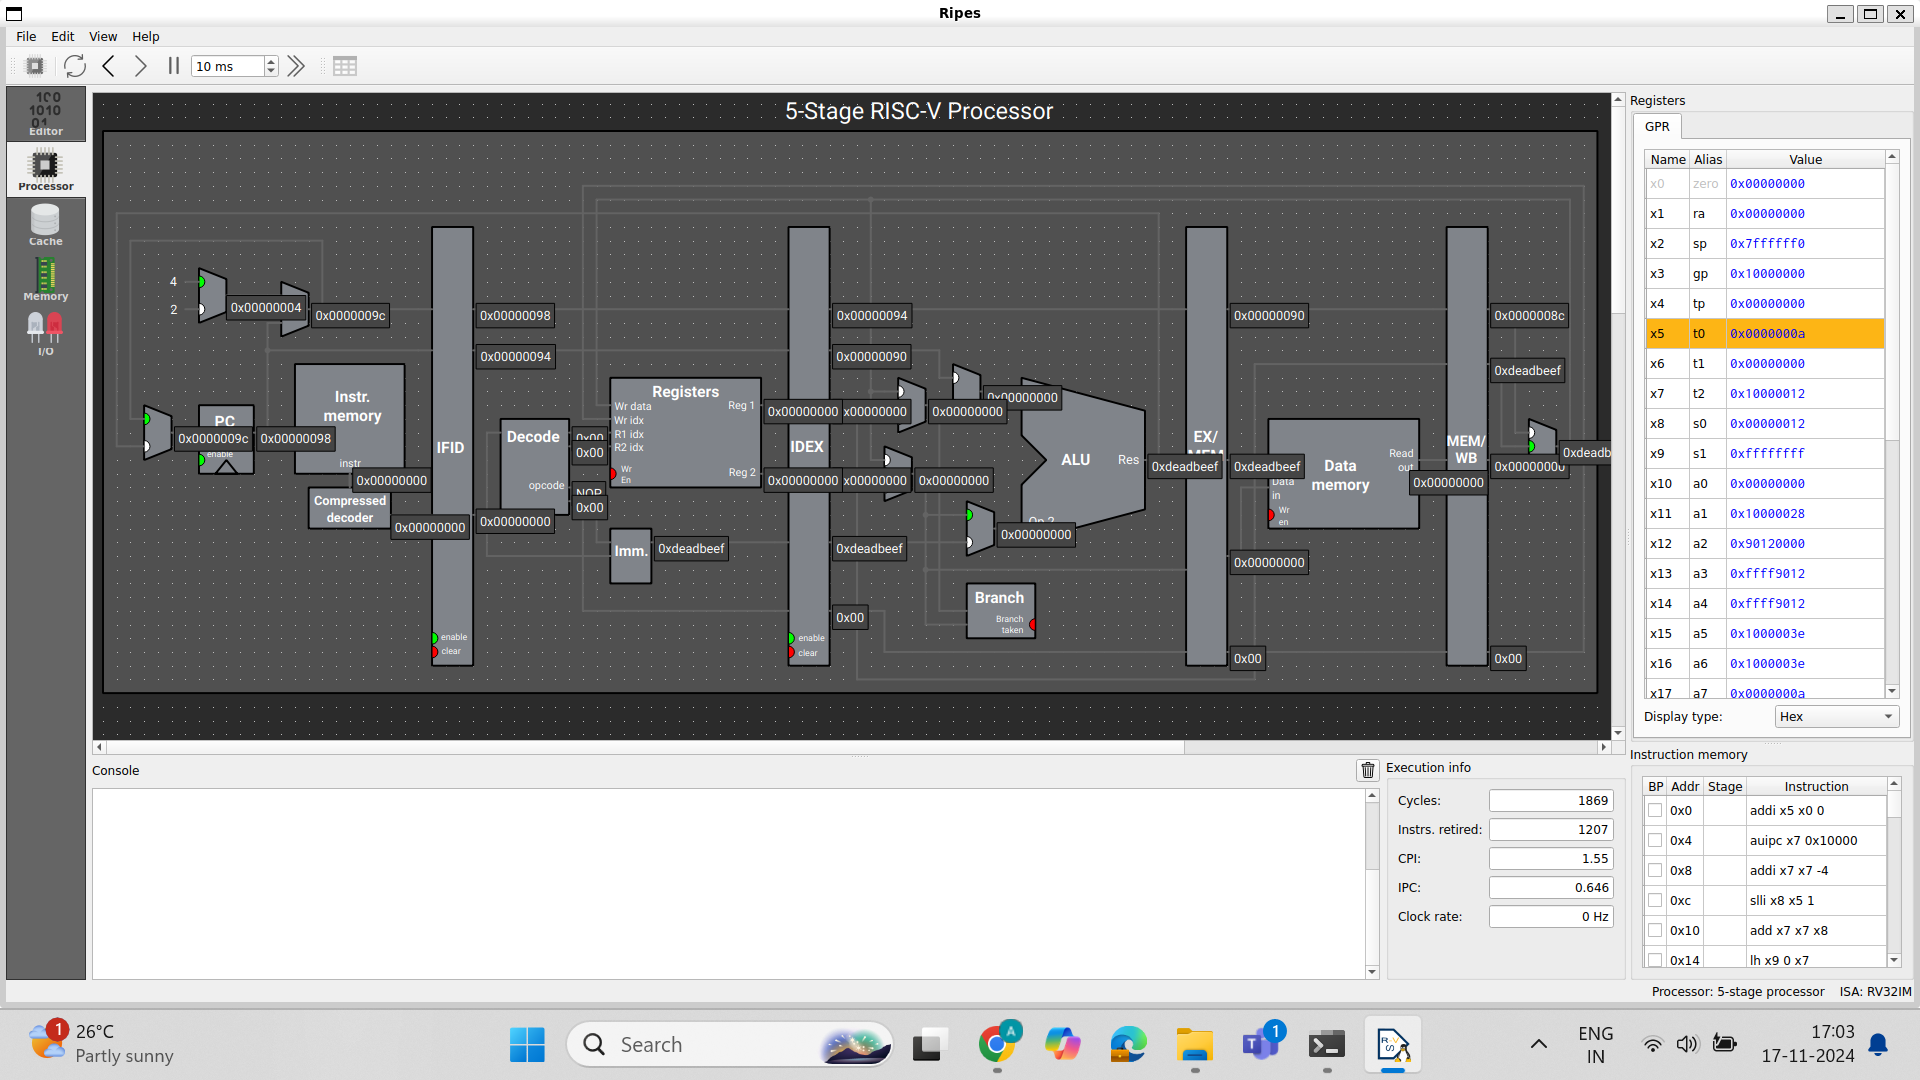 Ripes
File Edit View Help
10 ms
Editor
Processor
Cache
Memory
I/O
5-Stage RISC-V Processor
4
2
0x00000004
0x0000009c
0x00000098
0x00000094
0x00000094
0x00000090
0x00000090
0x0000008c
0xdeadbeef
PC
enable
0x0000009c
0x00000098
Instr.
memory
instr
0x00000000
Compressed
decoder
0x00000000
IFID
enable
clear
0x00000000
Decode
opcode
0x00
0x00
NOP
0x00
Registers
Wr data
Wr idx
R1 idx
R2 idx
Wr
En
Reg 1
Reg 2
Imm.
0xdeadbeef
0x00000000
0x00000000
IDEX
enable
clear
x00000000
x00000000
0xdeadbeef
0x00
0x00000000
0x00000000
0x00000000
0x00000000
ALU
Res
Op 2
Branch
Branch
taken
0xdeadbeef
EX/
MEM
0xdeadbeef
0x00000000
0x00
Data
memory
Data
in
Wr
en
Read
out
0x00000000
MEM/
WB
0x00000000
0xdeadb
0x00
Registers
GPR
Name Alias Value
x0 zero 0x00000000
x1 ra 0x00000000
x2 sp 0x7ffffff0
x3 gp 0x10000000
x4 tp 0x00000000
x5 t0 0x0000000a
x6 t1 0x00000000
x7 t2 0x10000012
x8 s0 0x00000012
x9 s1 0xffffffff
x10 a0 0x00000000
x11 a1 0x10000028
x12 a2 0x90120000
x13 a3 0xffff9012
x14 a4 0xffff9012
x15 a5 0x1000003e
x16 a6 0x1000003e
x17 a7 0x0000000a
Display type: Hex
Console
Execution info
Cycles: 1869
Instrs. retired: 1207
CPI: 1.55
IPC: 0.646
Clock rate: 0 Hz
Instruction memory
BP Addr Stage Instruction
0x0 addi x5 x0 0
0x4 auipc x7 0x10000
0x8 addi x7 x7 -4
0xc slli x8 x5 1
0x10 add x7 x7 x8
0x14 lh x9 0 x7
Processor: 5-stage processor ISA: RV32IM
1
26°C
Partly sunny
Search
A
1
ENG
IN
17:03
17-11-2024